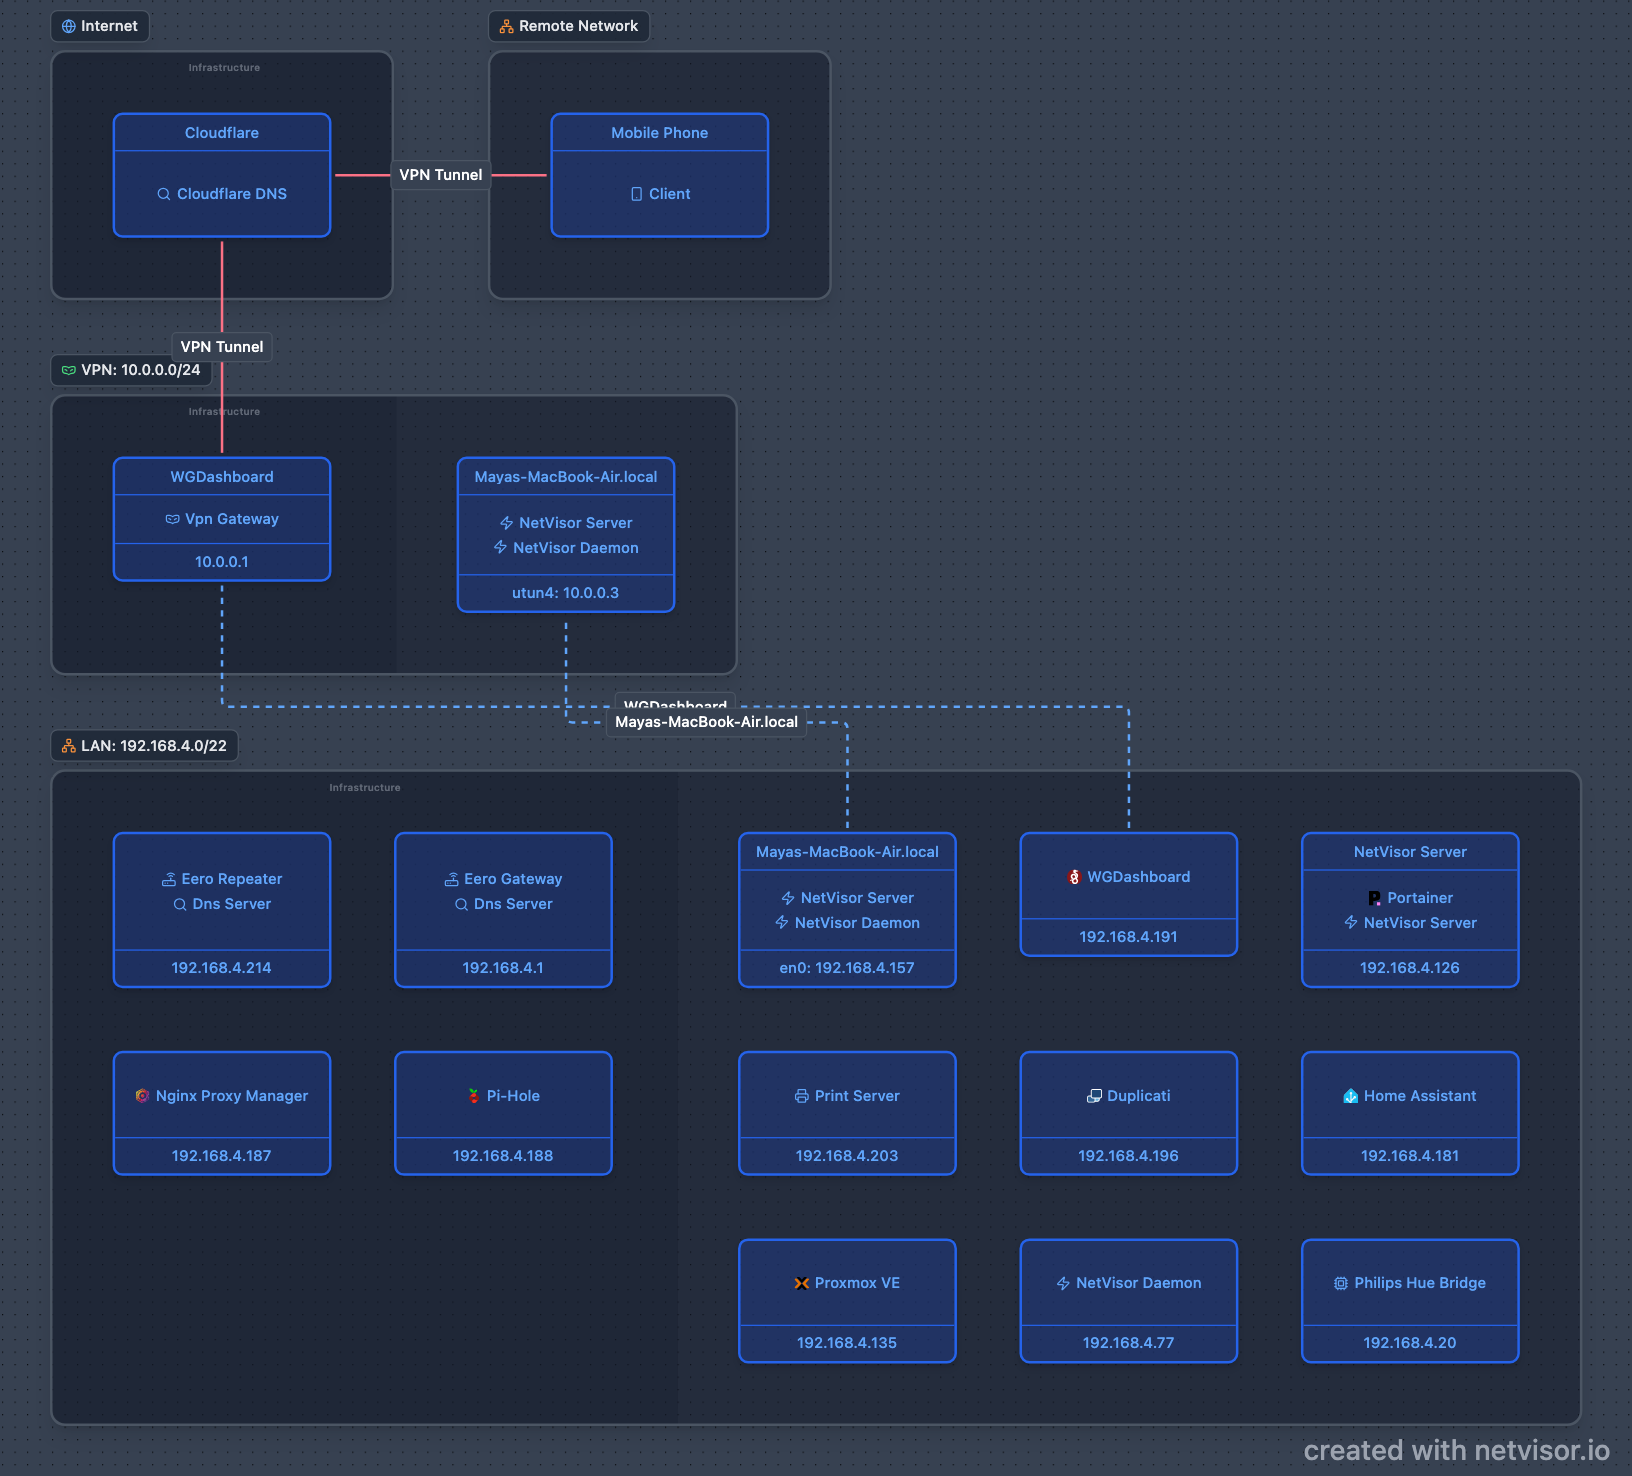 Internet
Remote Network
Infrastructure
Cloudflare
Cloudflare DNS
VPN Tunnel
Mobile Phone
Client
VPN Tunnel
VPN: 10.0.0.0/24
Infrastructure
WGDashboard
Vpn Gateway
10.0.0.1
Mayas-MacBook-Air.local
NetVisor Server
NetVisor Daemon
utun4: 10.0.0.3
WGDashboard
Mayas-MacBook-Air.local
LAN: 192.168.4.0/22
Infrastructure
Eero Repeater
Dns Server
192.168.4.214
Eero Gateway
Dns Server
192.168.4.1
Mayas-MacBook-Air.local
NetVisor Server
NetVisor Daemon
en0: 192.168.4.157
WGDashboard
192.168.4.191
NetVisor Server
Portainer
NetVisor Server
192.168.4.126
Nginx Proxy Manager
192.168.4.187
Pi-Hole
192.168.4.188
Print Server
192.168.4.203
Duplicati
192.168.4.196
Home Assistant
192.168.4.181
Proxmox VE
192.168.4.135
NetVisor Daemon
192.168.4.77
Philips Hue Bridge
192.168.4.20
created with netvisor.io